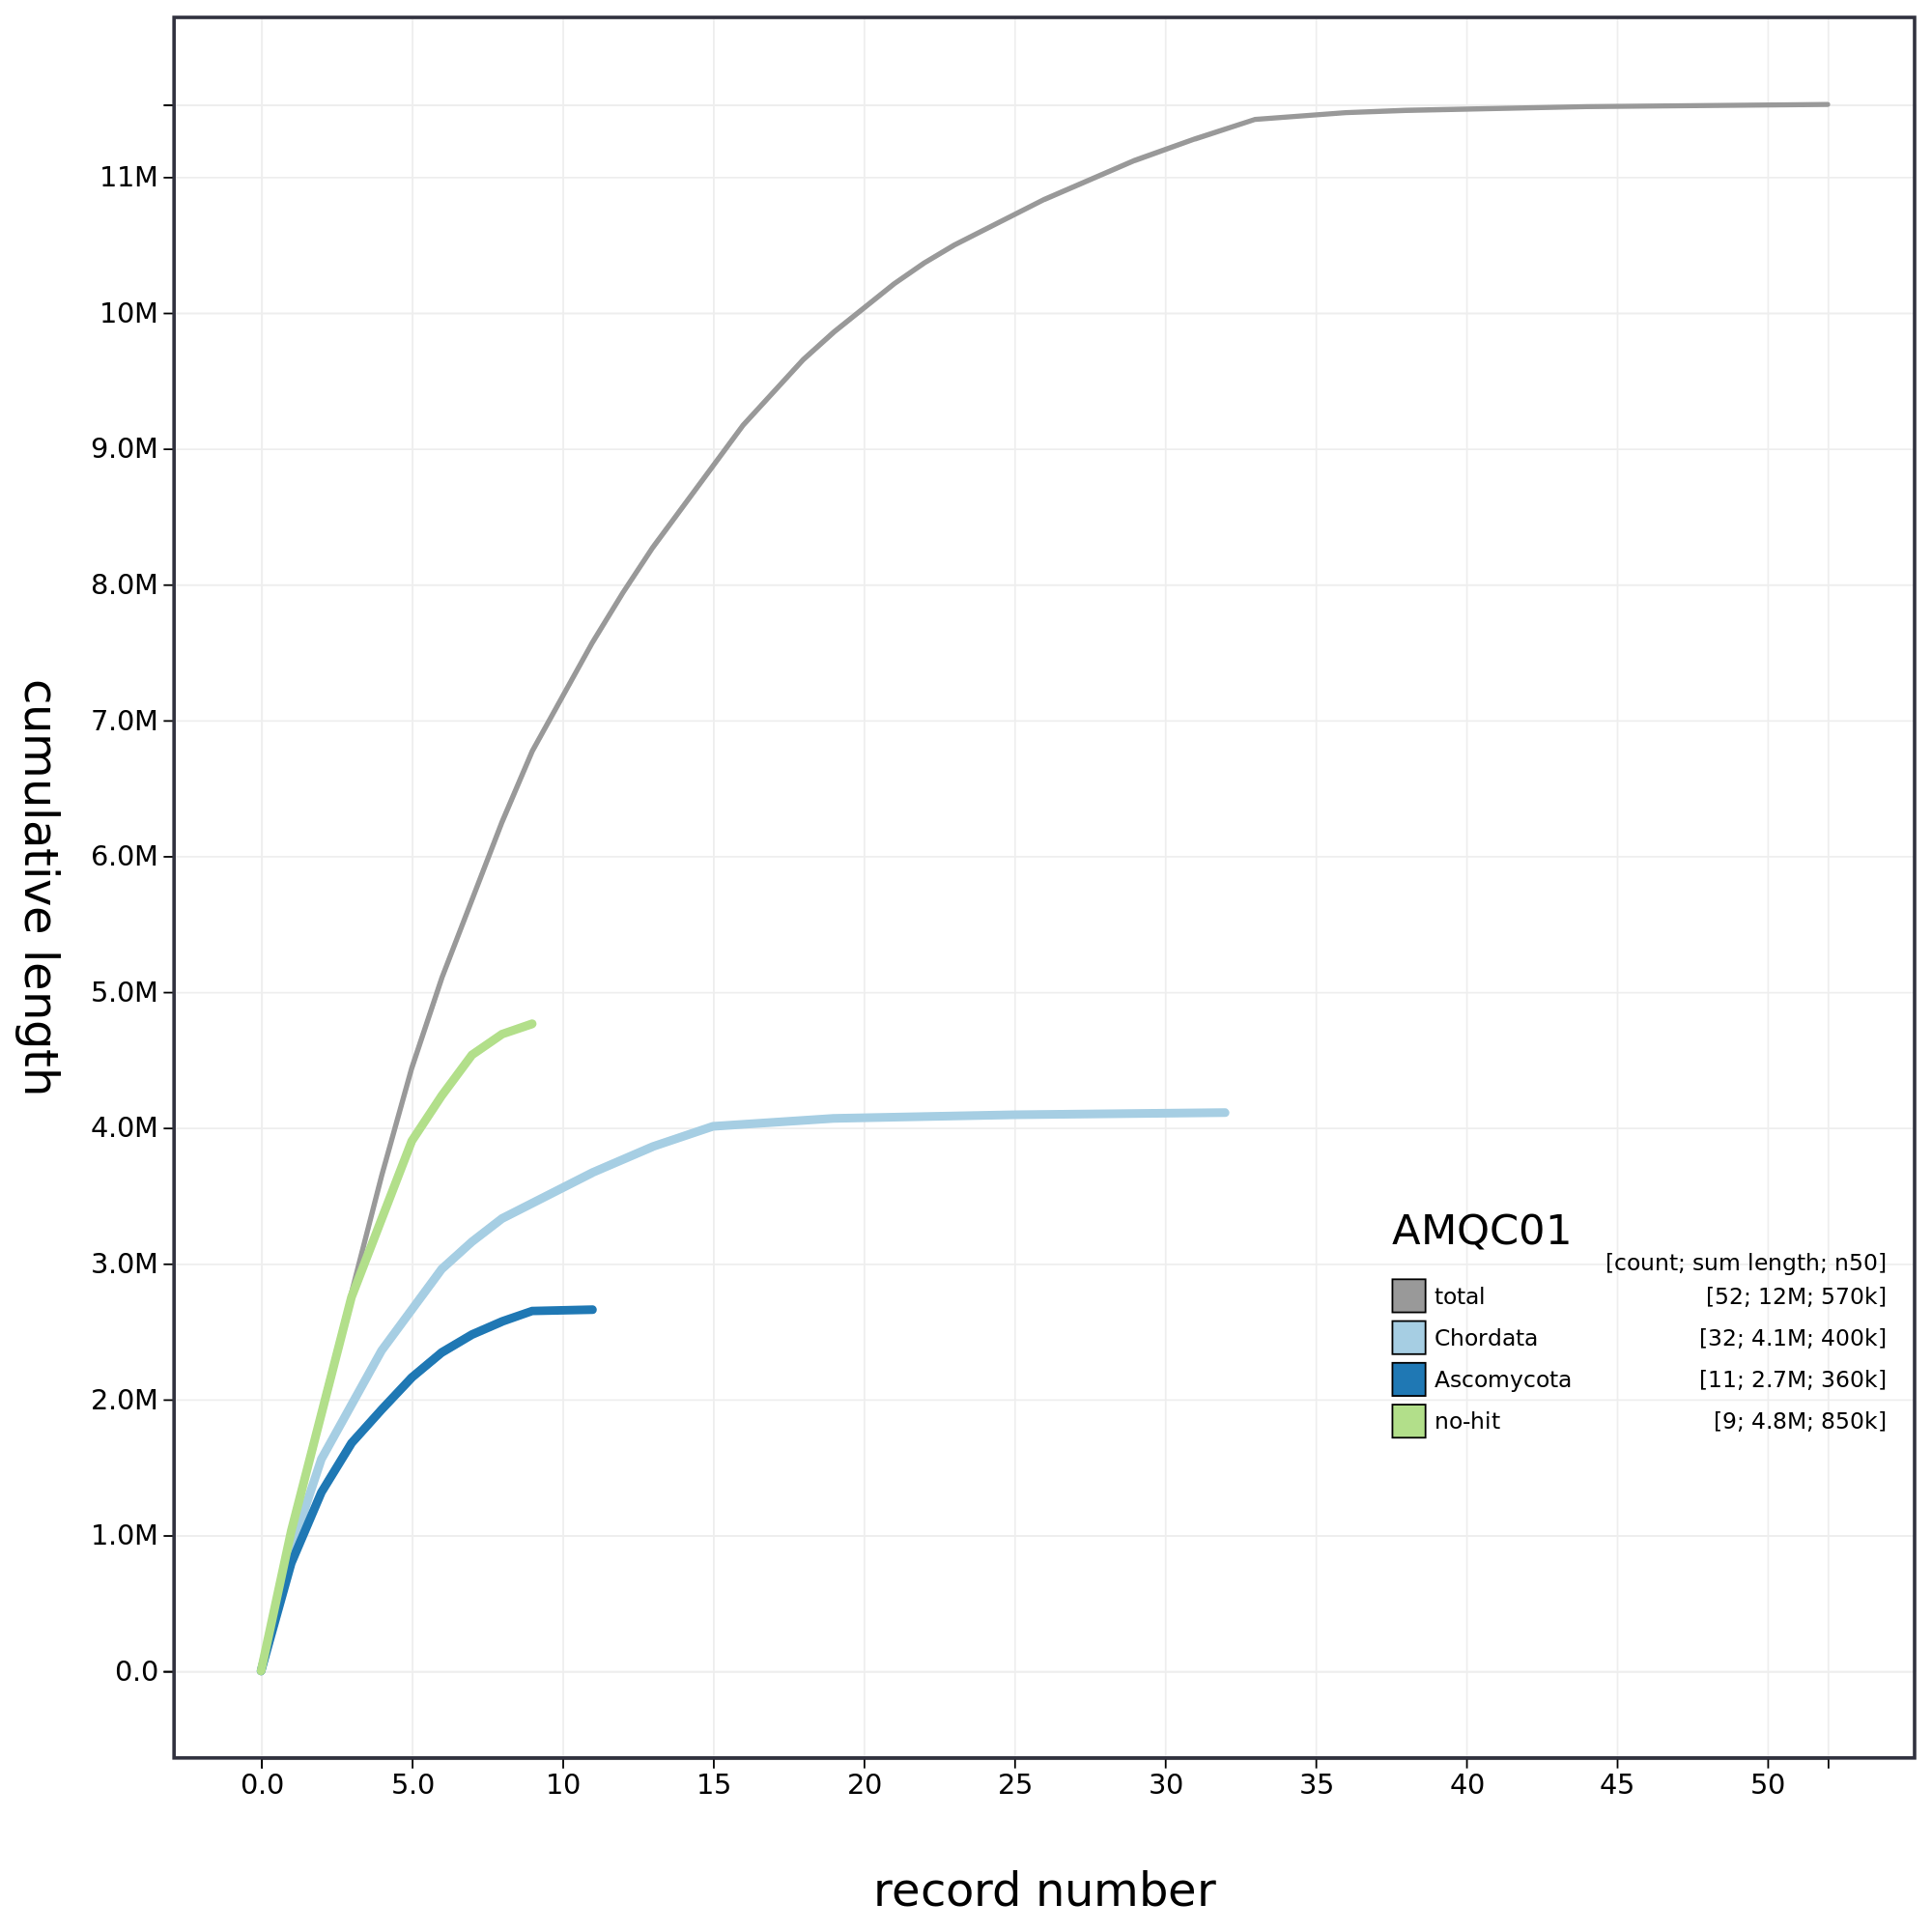 cumulative length
11M
10M
9.0M
8.0M
7.0M
6.0M
5.0M
4.0M
3.0M
2.0M
1.0M
0.0
AMQC01
[count; sum length; n50]
total [52; 12M; 570k]
Chordata [32; 4.1M; 400k]
Ascomycota [11; 2.7M; 360k]
no-hit [9; 4.8M; 850k]
0.0 5.0 10 15 20 25 30 35 40 45 50
record number